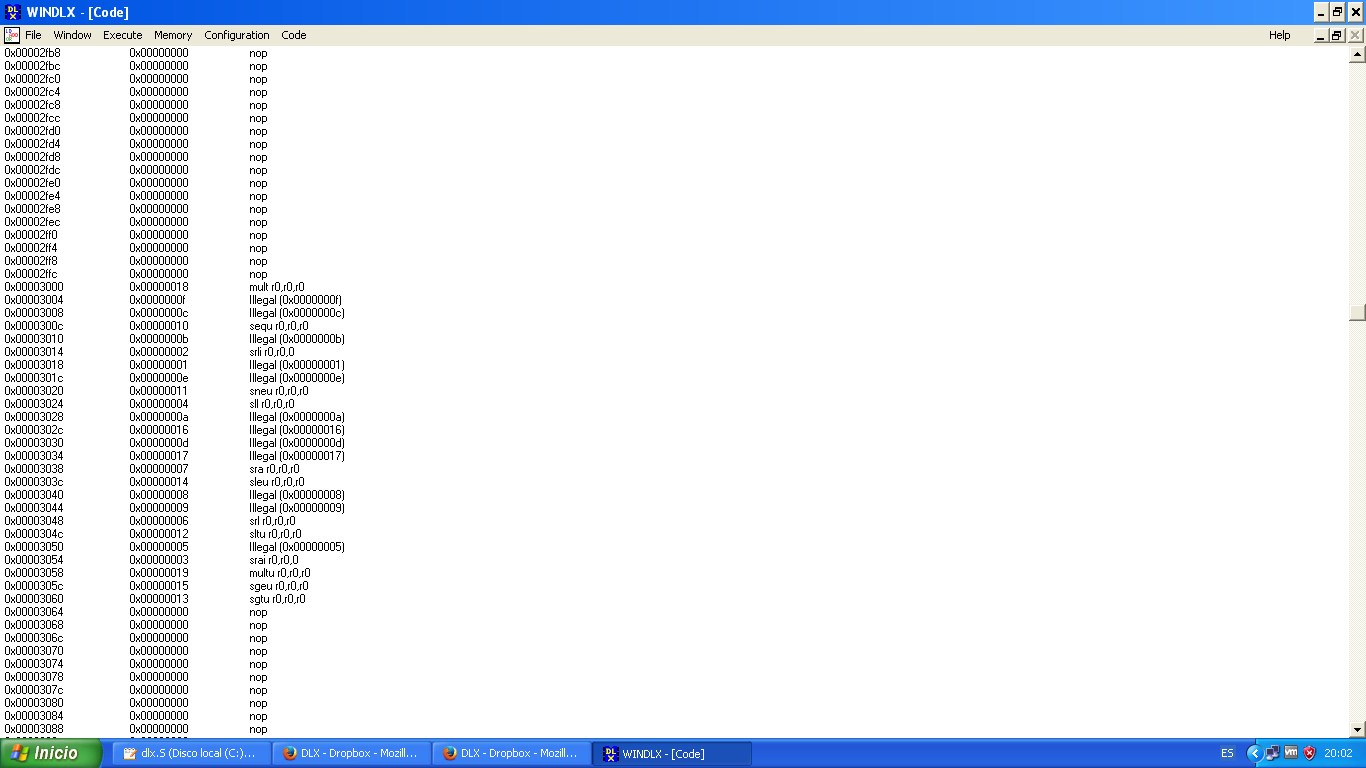 DLX WINDLX - [Code]
File Window Execute Memory Configuration Code Help
0x00002fb8 0x00000000 nop
0x00002fbc 0x00000000 nop
0x00002fc0 0x00000000 nop
0x00002fc4 0x00000000 nop
0x00002fc8 0x00000000 nop
0x00002fcc 0x00000000 nop
0x00002fd0 0x00000000 nop
0x00002fd4 0x00000000 nop
0x00002fd8 0x00000000 nop
0x00002fdc 0x00000000 nop
0x00002fe0 0x00000000 nop
0x00002fe4 0x00000000 nop
0x00002fe8 0x00000000 nop
0x00002fec 0x00000000 nop
0x00002ff0 0x00000000 nop
0x00002ff4 0x00000000 nop
0x00002ff8 0x00000000 nop
0x00002ffc 0x00000000 nop
0x00003000 0x00000018 mult r0,r0,r0
0x00003004 0x0000000f Illegal (0x0000000f)
0x00003008 0x0000000c Illegal (0x0000000c)
0x0000300c 0x00000010 sequ r0,r0,r0
0x00003010 0x0000000b Illegal (0x0000000b)
0x00003014 0x00000002 srli r0,r0,0
0x00003018 0x00000001 Illegal (0x00000001)
0x0000301c 0x0000000e Illegal (0x0000000e)
0x00003020 0x00000011 sneu r0,r0,r0
0x00003024 0x00000004 sll r0,r0,r0
0x00003028 0x0000000a Illegal (0x0000000a)
0x0000302c 0x00000016 Illegal (0x00000016)
0x00003030 0x0000000d Illegal (0x0000000d)
0x00003034 0x00000017 Illegal (0x00000017)
0x00003038 0x00000007 sra r0,r0,r0
0x0000303c 0x00000014 sleu r0,r0,r0
0x00003040 0x00000008 Illegal (0x00000008)
0x00003044 0x00000009 Illegal (0x00000009)
0x00003048 0x00000006 srl r0,r0,r0
0x0000304c 0x00000012 sltu r0,r0,r0
0x00003050 0x00000005 Illegal (0x00000005)
0x00003054 0x00000003 srai r0,r0,0
0x00003058 0x00000019 multu r0,r0,r0
0x0000305c 0x00000015 sgeu r0,r0,r0
0x00003060 0x00000013 sgtu r0,r0,r0
0x00003064 0x00000000 nop
0x00003068 0x00000000 nop
0x0000306c 0x00000000 nop
0x00003070 0x00000000 nop
0x00003074 0x00000000 nop
0x00003078 0x00000000 nop
0x0000307c 0x00000000 nop
0x00003080 0x00000000 nop
0x00003084 0x00000000 nop
0x00003088 0x00000000 nop
Inicio dlx.S (Disco local (C:)... DLX - Dropbox - Mozill... DLX - Dropbox - Mozill... DLX WINDLX - [Code] ES vm 20:02